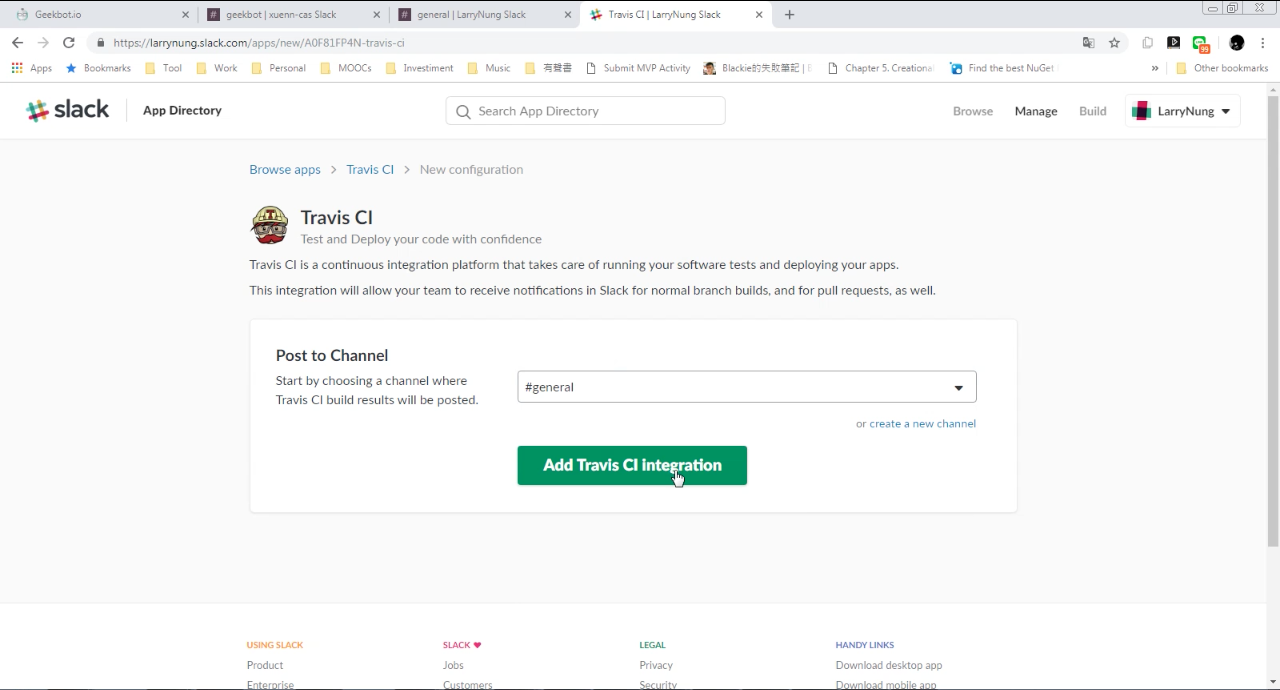 Geekbot.io
geekbot | xuenn-cas Slack
general | LarryNung Slack
Travis CI | LarryNung Slack
https://larrynung.slack.com/apps/new/A0F81FP4N-travis-ci
99
Apps
Bookmarks
Tool
Work
Personal
MOOCs
Investiment
Music
有聲書
Submit MVP Activity
Blackie的失敗筆記 |
Chapter 5. Creational
Find the best NuGet
»
Other bookmarks
slack
App Directory
Search App Directory
Browse
Manage
Build
LarryNung
Browse apps > Travis CI > New configuration
Travis CI
Test and Deploy your code with confidence
Travis CI is a continuous integration platform that takes care of running your software tests and deploying your apps.
This integration will allow your team to receive notifications in Slack for normal branch builds, and for pull requests, as well.
Post to Channel
Start by choosing a channel where
Travis CI build results will be posted.
#general
or create a new channel
Add Travis CI integration
USING SLACK
Product
Enterprise
SLACK ♥
Jobs
Customers
LEGAL
Privacy
Security
HANDY LINKS
Download desktop app
Download mobile app